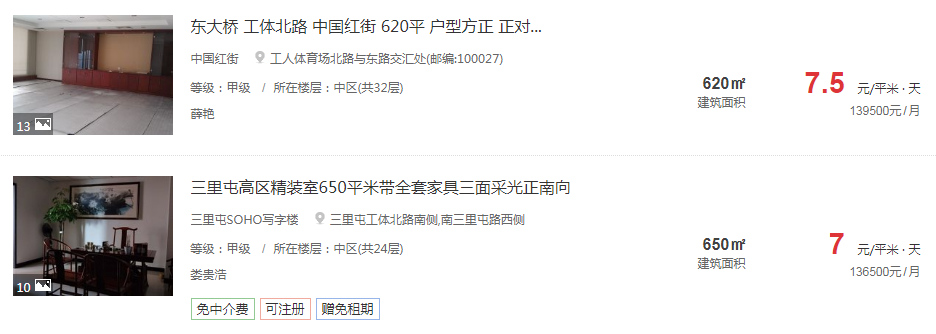 东大桥 工体北路 中国红街 620平 户型方正 正对...
中国红街 工人体育场北路与东路交汇处(邮编:100027)
等级：甲级 / 所在楼层：中区(共32层)
薛艳
13
620㎡
建筑面积
7.5 元/平米·天
139500元/月
三里屯高区精装室650平米带全套家具三面采光正南向
三里屯SOHO写字楼 三里屯工体北路南侧,南三里屯路西侧
等级：甲级 / 所在楼层：中区(共24层)
娄贵浩
10
免中介费 可注册 赠免租期
650㎡
建筑面积
7 元/平米·天
136500元/月